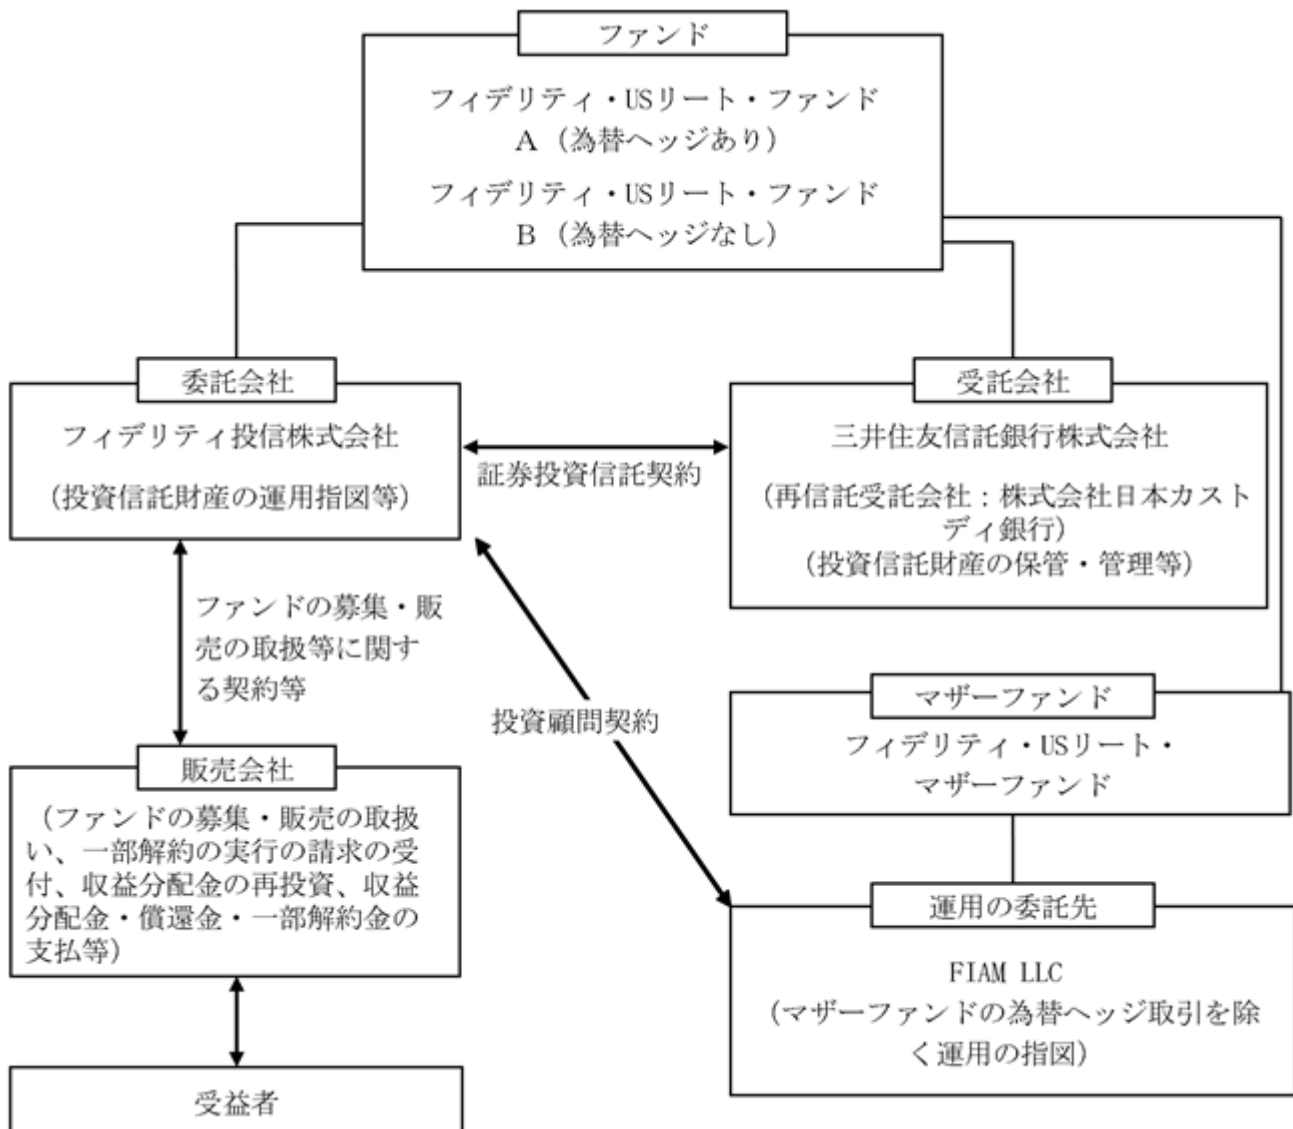 ファンド
フィデリティ・USリート・ファンド
A（為替ヘッジあり）
フィデリティ・USリート・ファンド
B（為替ヘッジなし）
委託会社
フィデリティ投信株式会社
（投資信託財産の運用指図等）
証券投資信託契約
受託会社
三井住友信託銀行株式会社
（再信託受託会社：株式会社日本カスト
ディ銀行）
（投資信託財産の保管・管理等）
ファンドの募集・販
売の取扱等に関す
る契約等
投資顧問契約
マザーファンド
フィデリティ・USリート・
マザーファンド
販売会社
（ファンドの募集・販売の取扱
い、一部解約の実行の請求の受
付、収益分配金の再投資、収益
分配金・償還金・一部解約金の
支払等）
運用の委託先
FIAM LLC
（マザーファンドの為替ヘッジ取引を除
く運用の指図）
受益者